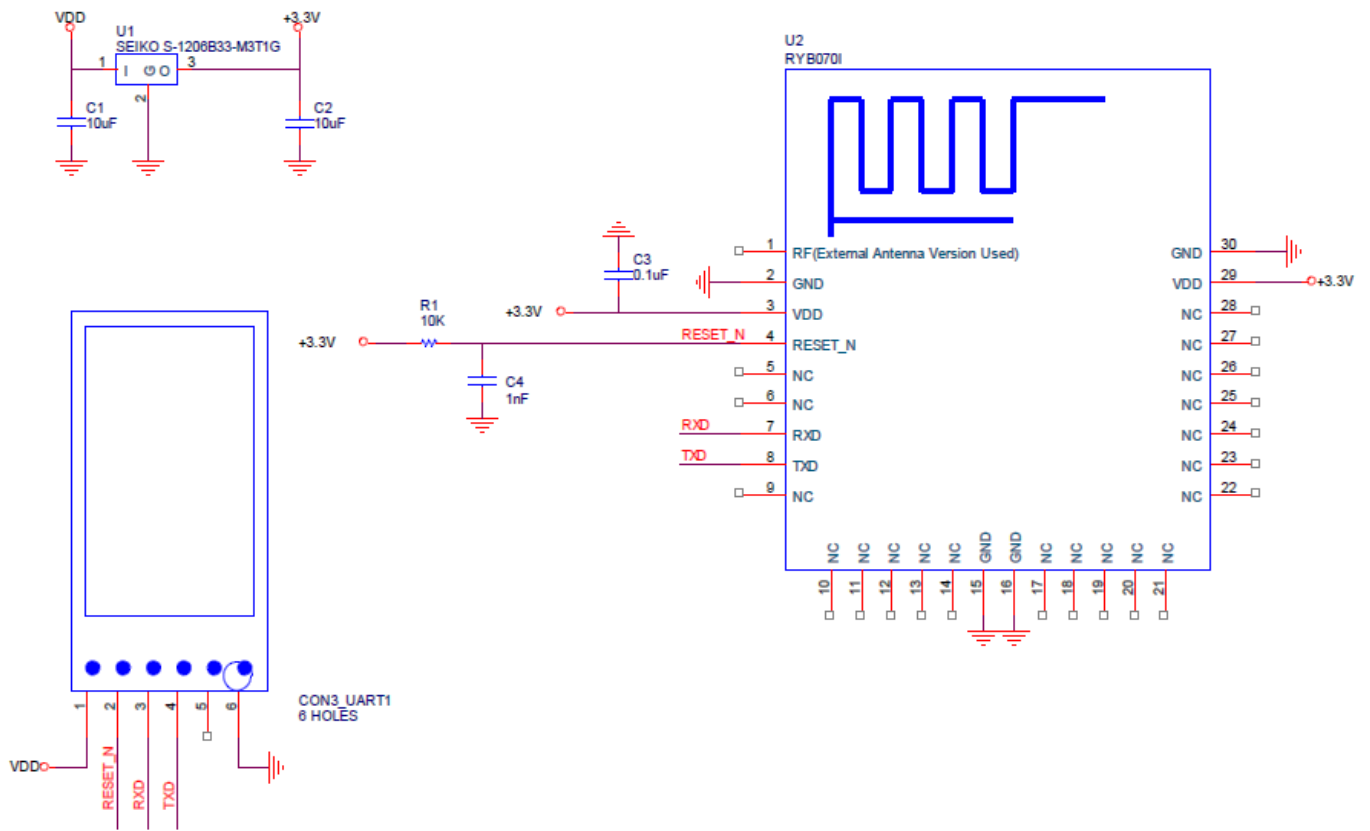 VDD
+3.3V
U1
SEIKO S-1206B33-M3T1G
1
I
G
O
3
2
C1
10uF
C2
10uF
U2
RYB070I
1
RF(External Antenna Version Used)
2
GND
3
VDD
4
RESET_N
5
NC
6
NC
7
RXD
8
TXD
9
NC
GND
30
VDD
29
+3.3V
NC
28
NC
27
NC
26
NC
25
NC
24
NC
23
NC
22
C3
0.1uF
+3.3V
+3.3V
R1
10K
RESET_N
C4
1nF
RXD
TXD
NC
NC
NC
NC
NC
GND
GND
NC
NC
NC
NC
NC
10
11
12
13
14
15
16
17
18
19
20
21
CON3_UART1
6 HOLES
1
2
3
4
5
6
VDD
RESET_N
RXD
TXD